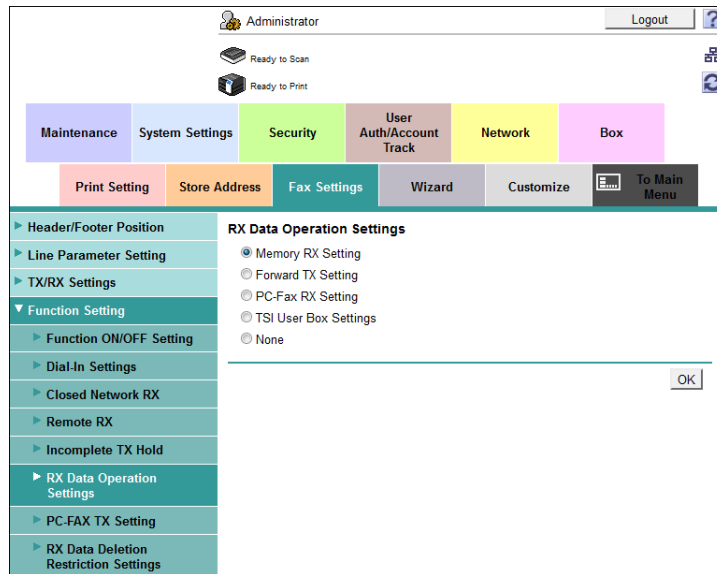 Administrator
Logout
?
Ready to Scan
Ready to Print
Maintenance
System Settings
Security
User
Auth/Account
Track
Network
Box
Print Setting
Store Address
Fax Settings
Wizard
Customize
To Main
Menu
Header/Footer Position
Line Parameter Setting
TX/RX Settings
Function Setting
Function ON/OFF Setting
Dial-In Settings
Closed Network RX
Remote RX
Incomplete TX Hold
RX Data Operation
Settings
PC-FAX TX Setting
RX Data Deletion
Restriction Settings
RX Data Operation Settings
Memory RX Setting
Forward TX Setting
PC-Fax RX Setting
TSI User Box Settings
None
OK